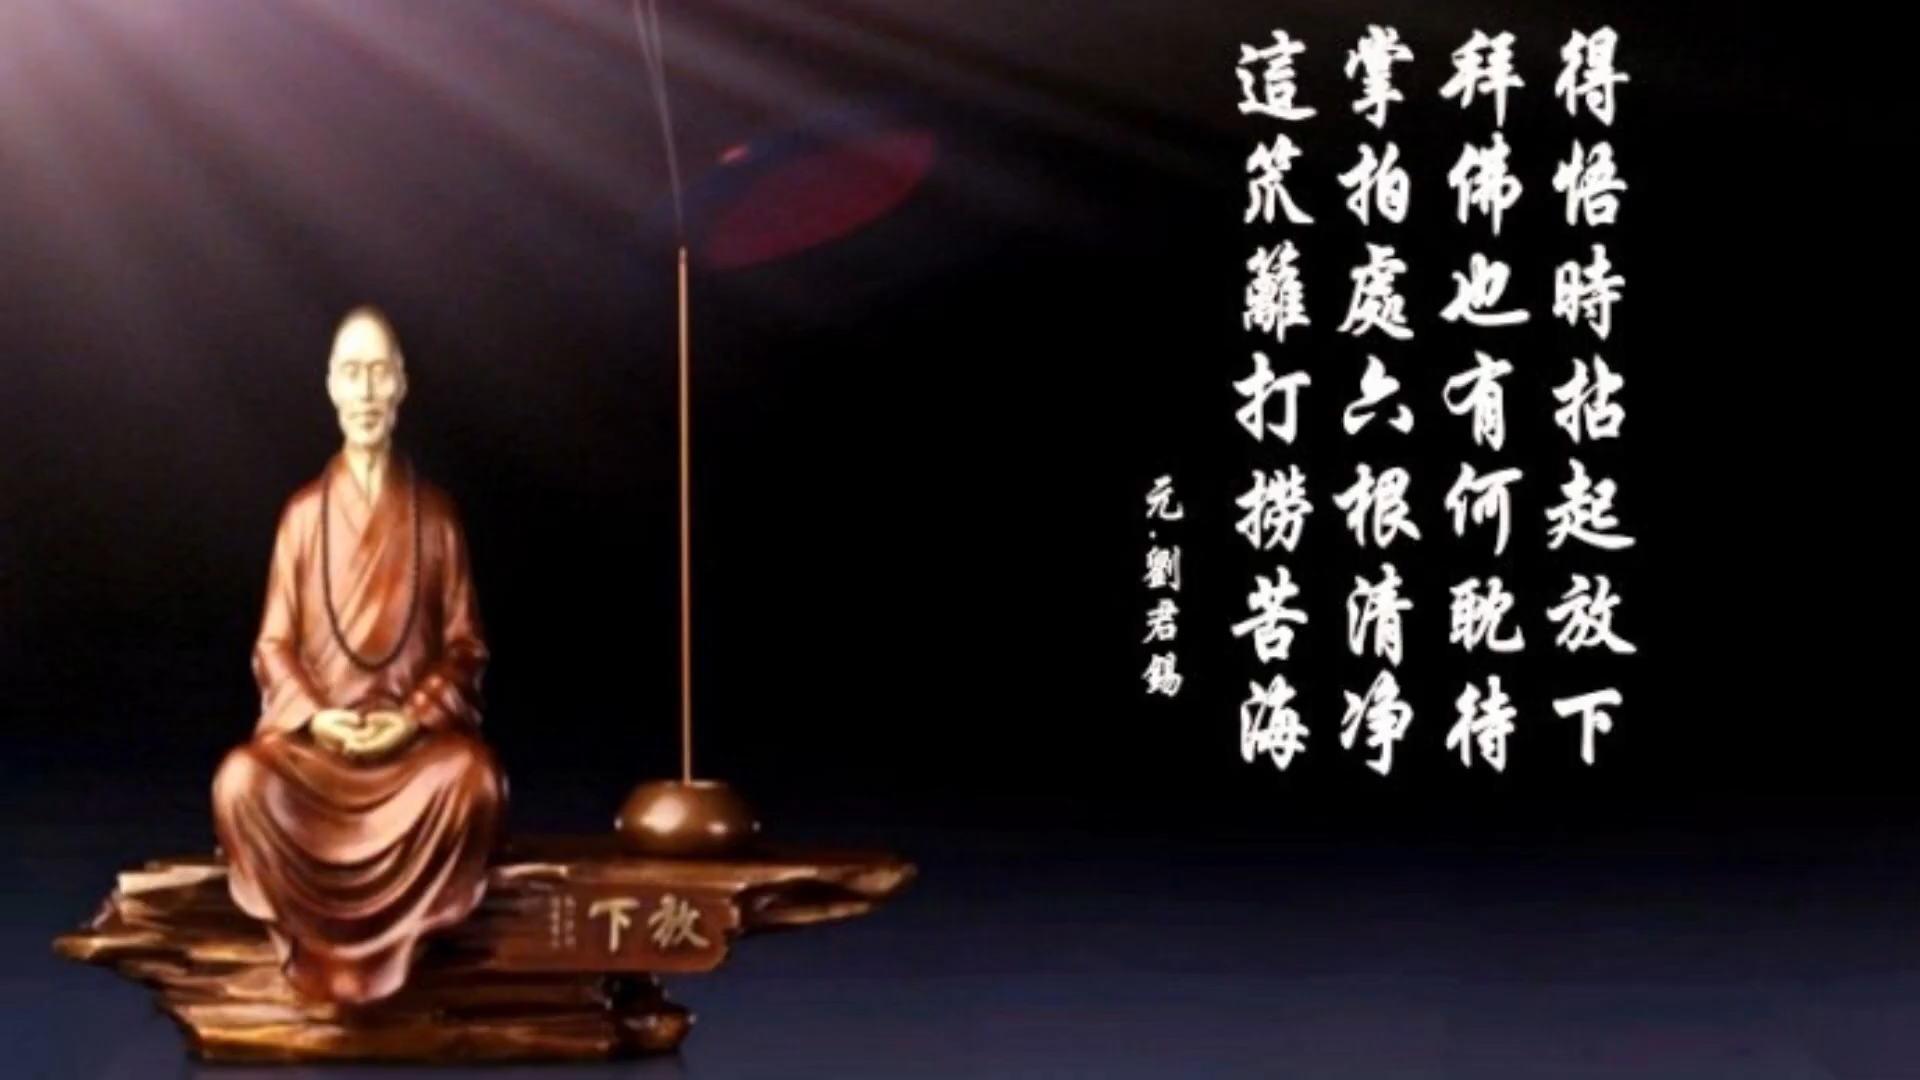 得悟時拈起放下
拜佛也有何耽待
掌拍處六根清净
這笊籬打撈苦海
元·劉君錫
放下